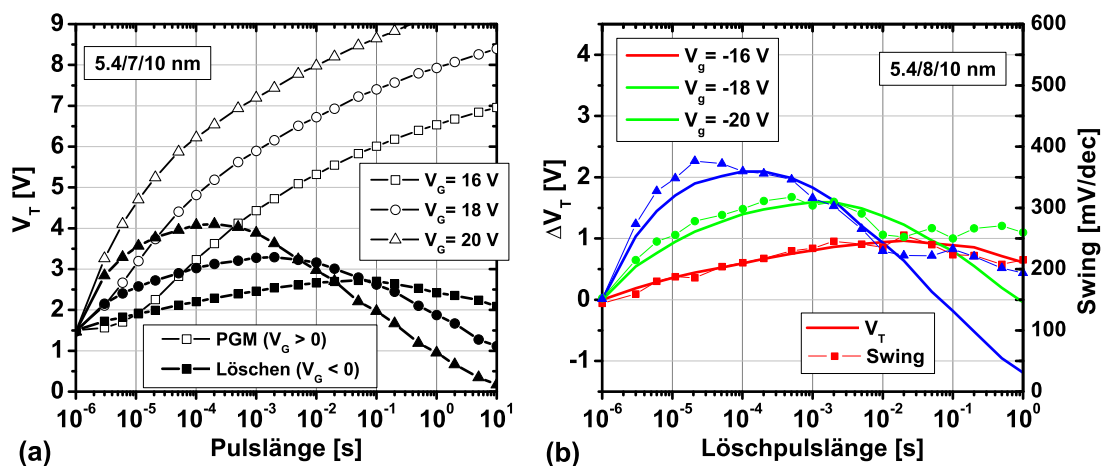 9
8
7
6
5
4
3
2
1
0
V_T [V]
5.4/7/10 nm
V_G = 16 V
V_G = 18 V
V_G = 20 V
PGM (V_G > 0)
Löschen (V_G < 0)
10^-6 10^-5 10^-4 10^-3 10^-2 10^-1 10^0 10^1
(a) Pulslänge [s]
4
3
2
1
0
-1
ΔV_T [V]
V_g = -16 V
V_g = -18 V
V_g = -20 V
5.4/8/10 nm
V_T
Swing
600
500
400
300
200
100
0
Swing [mV/dec]
10^-6 10^-5 10^-4 10^-3 10^-2 10^-1 10^0
(b) Löschpulslänge [s]